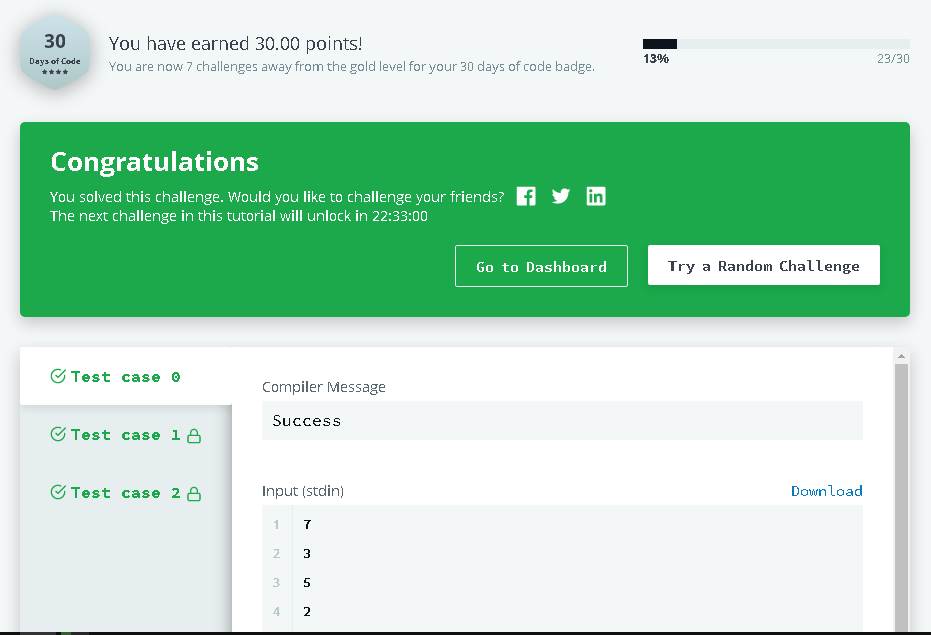 30
Days of Code
You have earned 30.00 points!
You are now 7 challenges away from the gold level for your 30 days of code badge.
13%
23/30
Congratulations
You solved this challenge. Would you like to challenge your friends?
The next challenge in this tutorial will unlock in 22:33:00
Go to Dashboard
Try a Random Challenge
Test case 0
Test case 1
Test case 2
Compiler Message
Success
Input (stdin)
Download
1 7
2 3
3 5
4 2